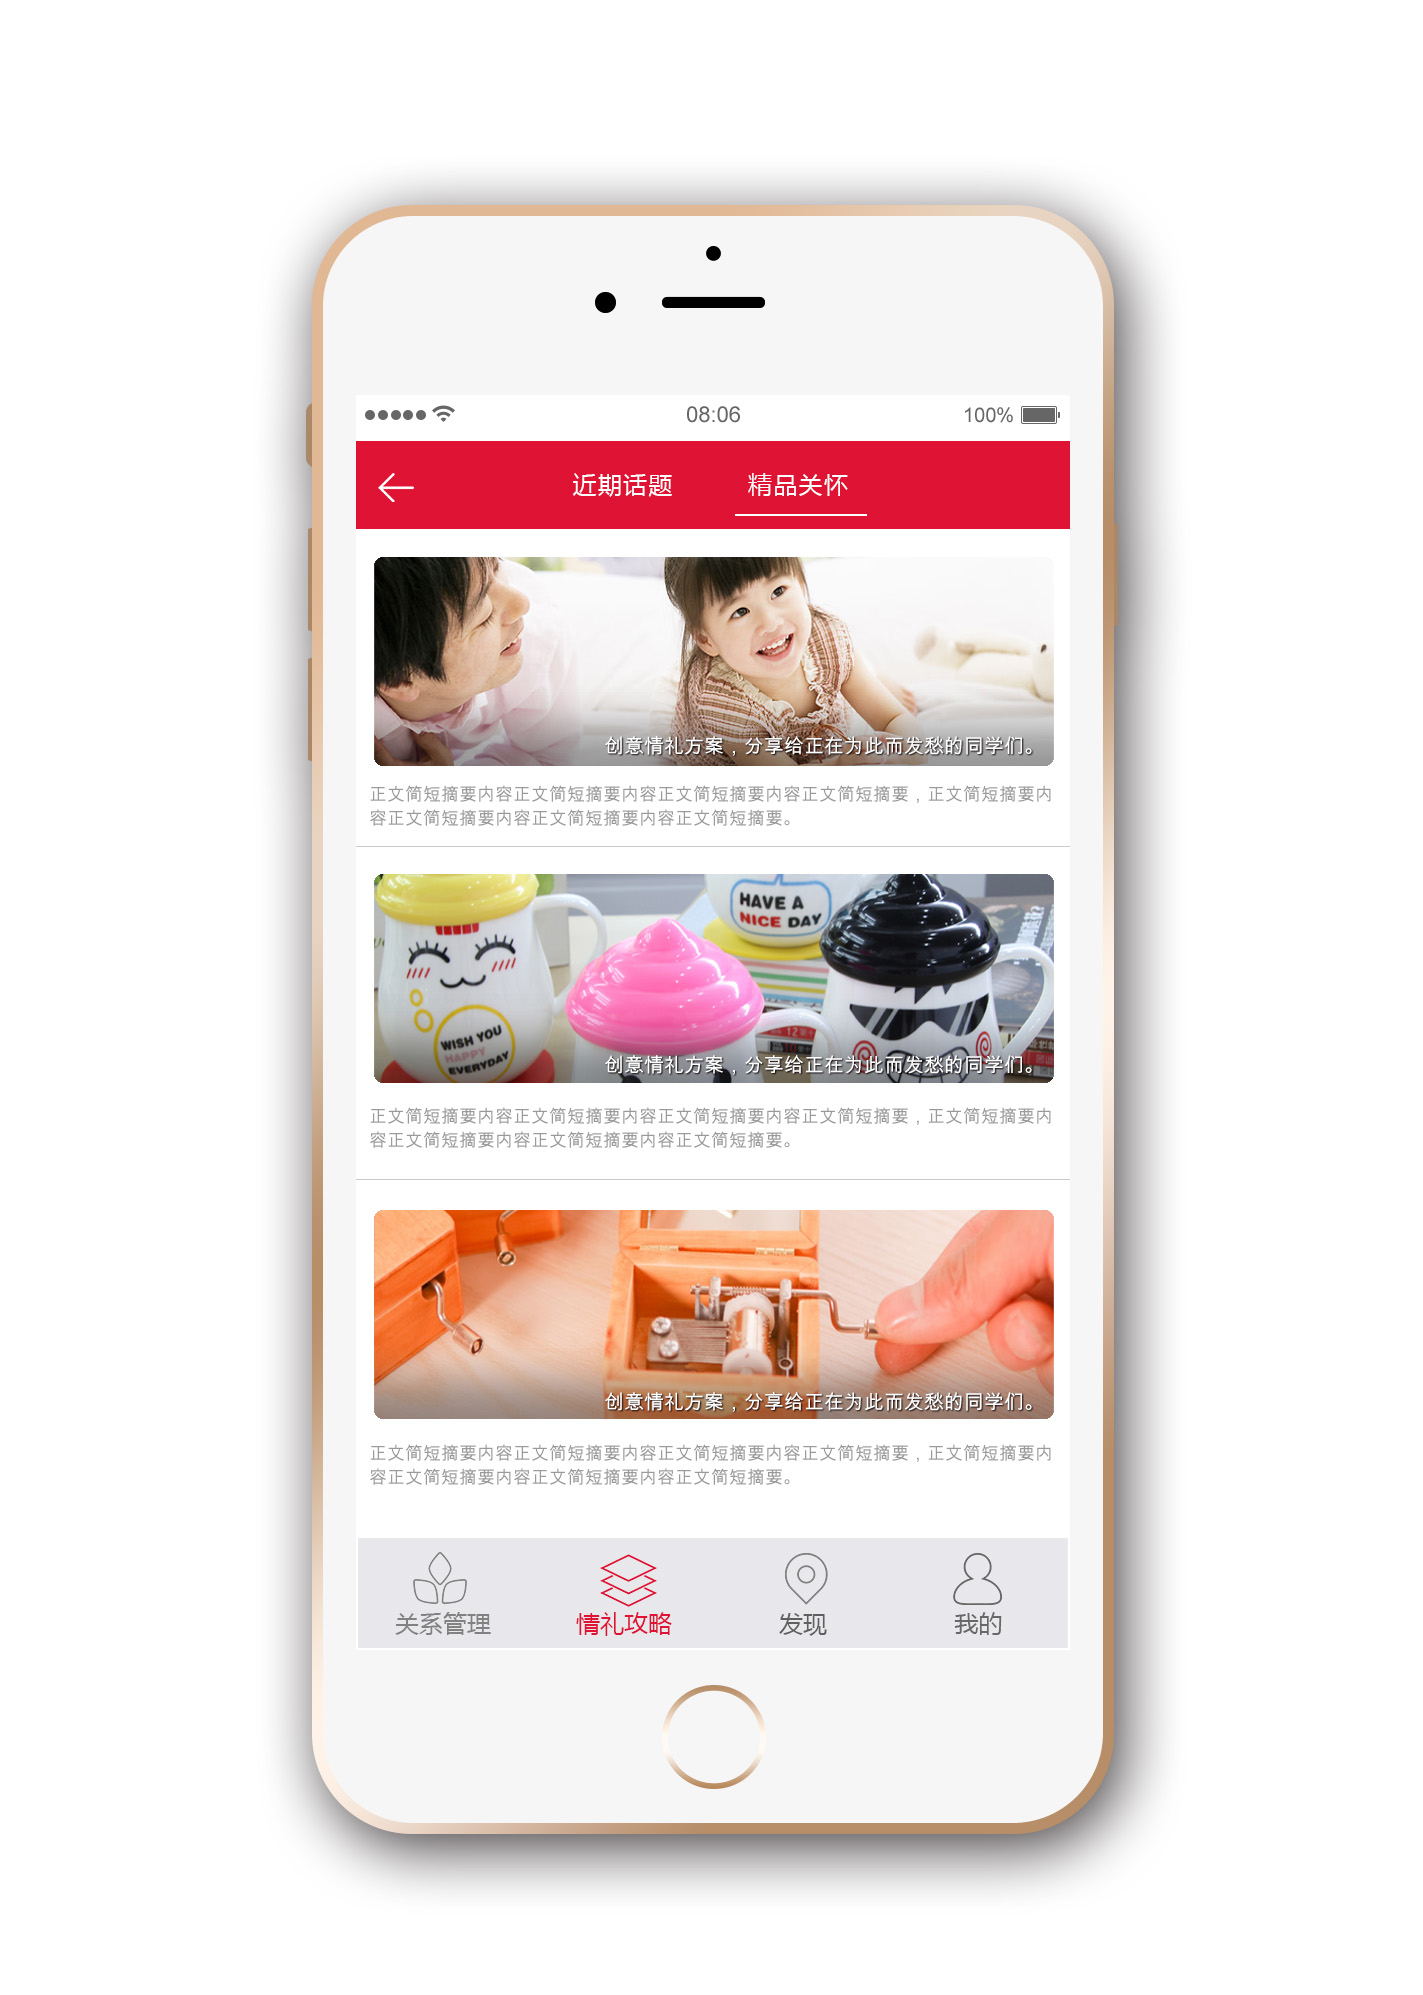 08:06
100%
近期话题
精品关怀
创意情礼方案，分享给正在为此而发愁的同学们。
正文简短摘要内容正文简短摘要内容正文简短摘要内容正文简短摘要，正文简短摘要内
容正文简短摘要内容正文简短摘要内容正文简短摘要。
HAVE A
NICE DAY
WISH YOU
HAPPY
EVERYDAY
12
创意情礼方案，分享给正在为此而发愁的同学们。
正文简短摘要内容正文简短摘要内容正文简短摘要内容正文简短摘要，正文简短摘要内
容正文简短摘要内容正文简短摘要内容正文简短摘要。
创意情礼方案，分享给正在为此而发愁的同学们。
正文简短摘要内容正文简短摘要内容正文简短摘要内容正文简短摘要，正文简短摘要内
容正文简短摘要内容正文简短摘要内容正文简短摘要。
关系管理
情礼攻略
发现
我的